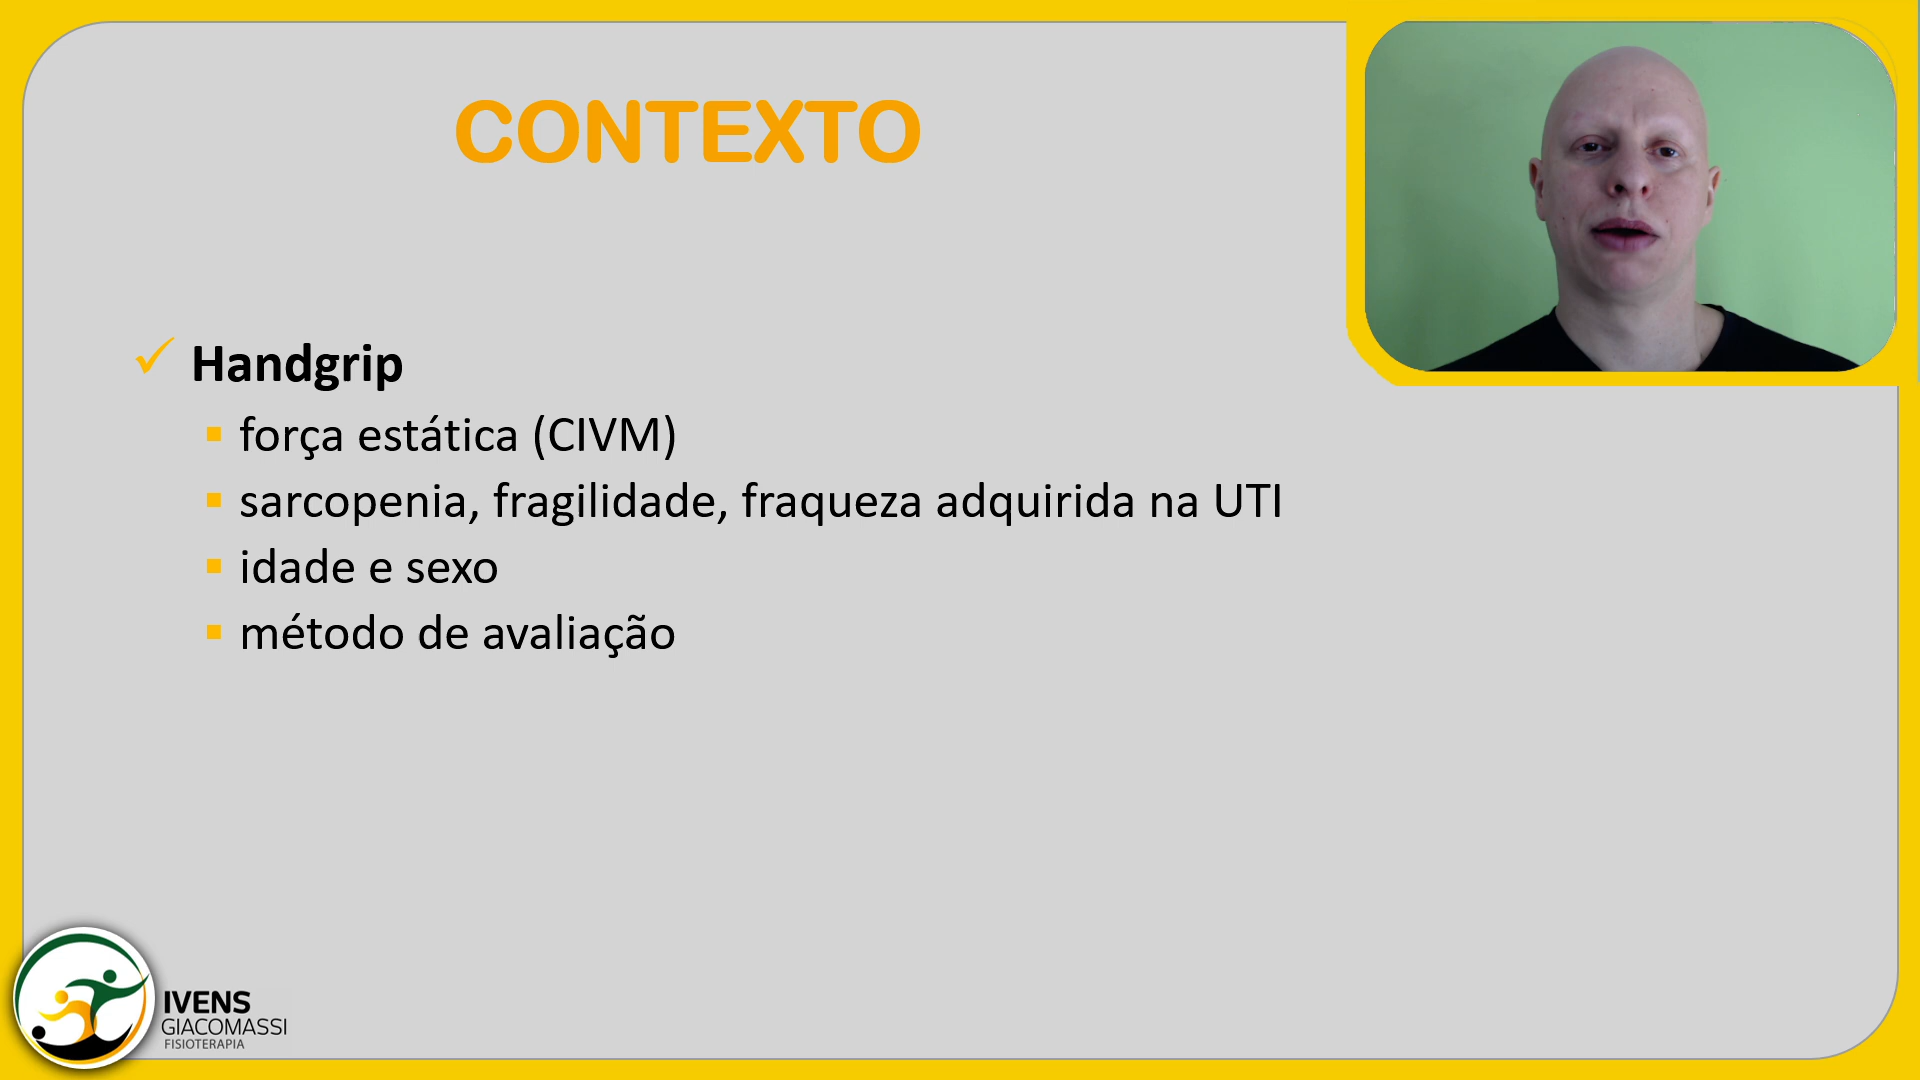 CONTEXTO
Handgrip
força estática (CIVM)
sarcopenia, fragilidade, fraqueza adquirida na UTI
idade e sexo
método de avaliação
IVENS
GIACOMASSI
FISIOTERAPIA